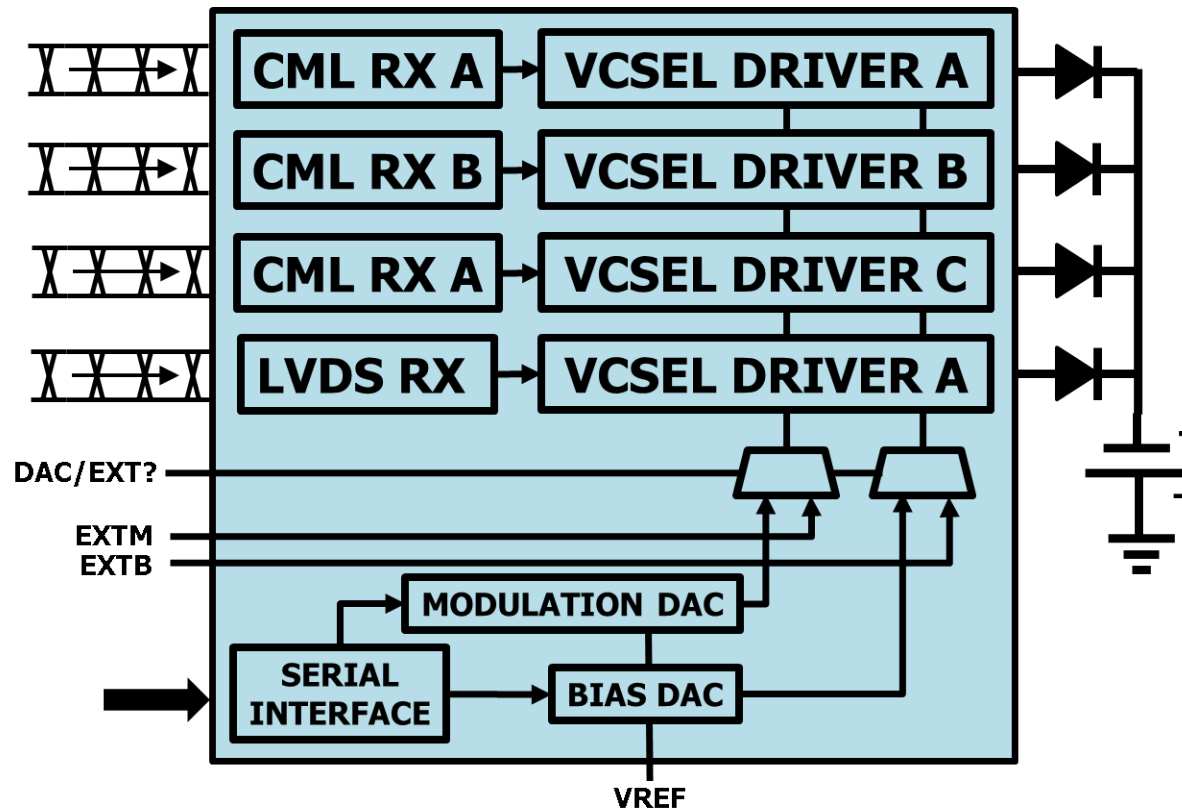 CML RX A
VCSEL DRIVER A
CML RX B
VCSEL DRIVER B
CML RX A
VCSEL DRIVER C
LVDS RX
VCSEL DRIVER A
DAC/EXT?
EXTM
EXTB
MODULATION DAC
SERIAL
INTERFACE
BIAS DAC
VREF